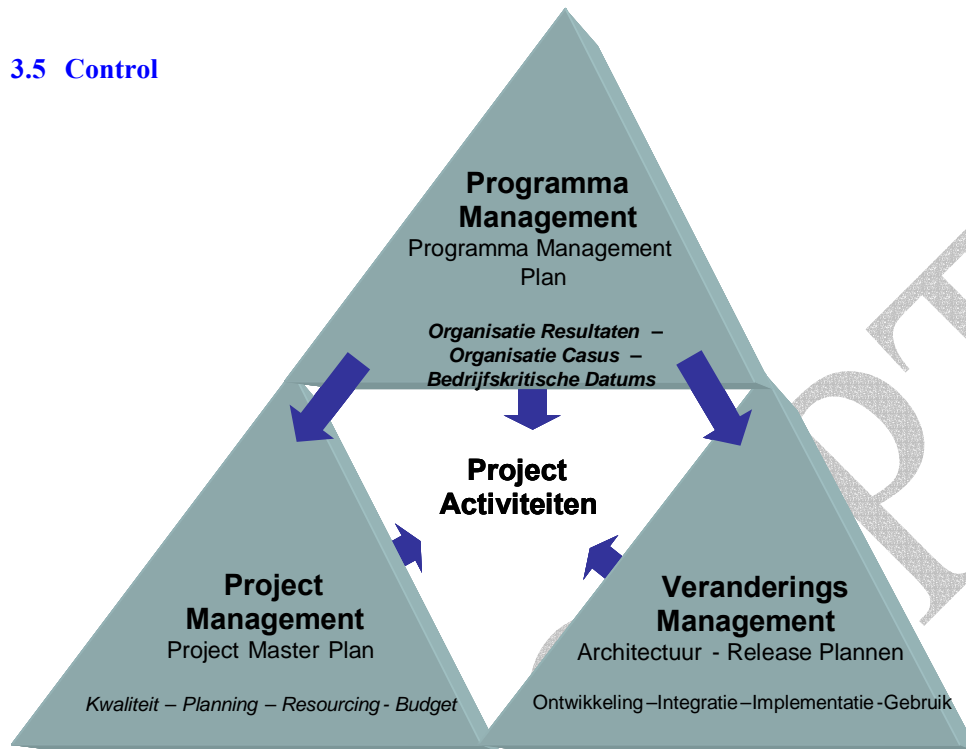 3.5 Control
Programma
Management
Programma Management
Plan
Organisatie Resultaten –
Organisatie Casus –
Bedrijfskritische Datums
Project
Activiteiten
Project
Management
Project Master Plan
Kwaliteit – Planning – Resourcing - Budget
Veranderings
Management
Architectuur - Release Plannen
Ontwikkeling –Integratie –Implementatie -Gebruik